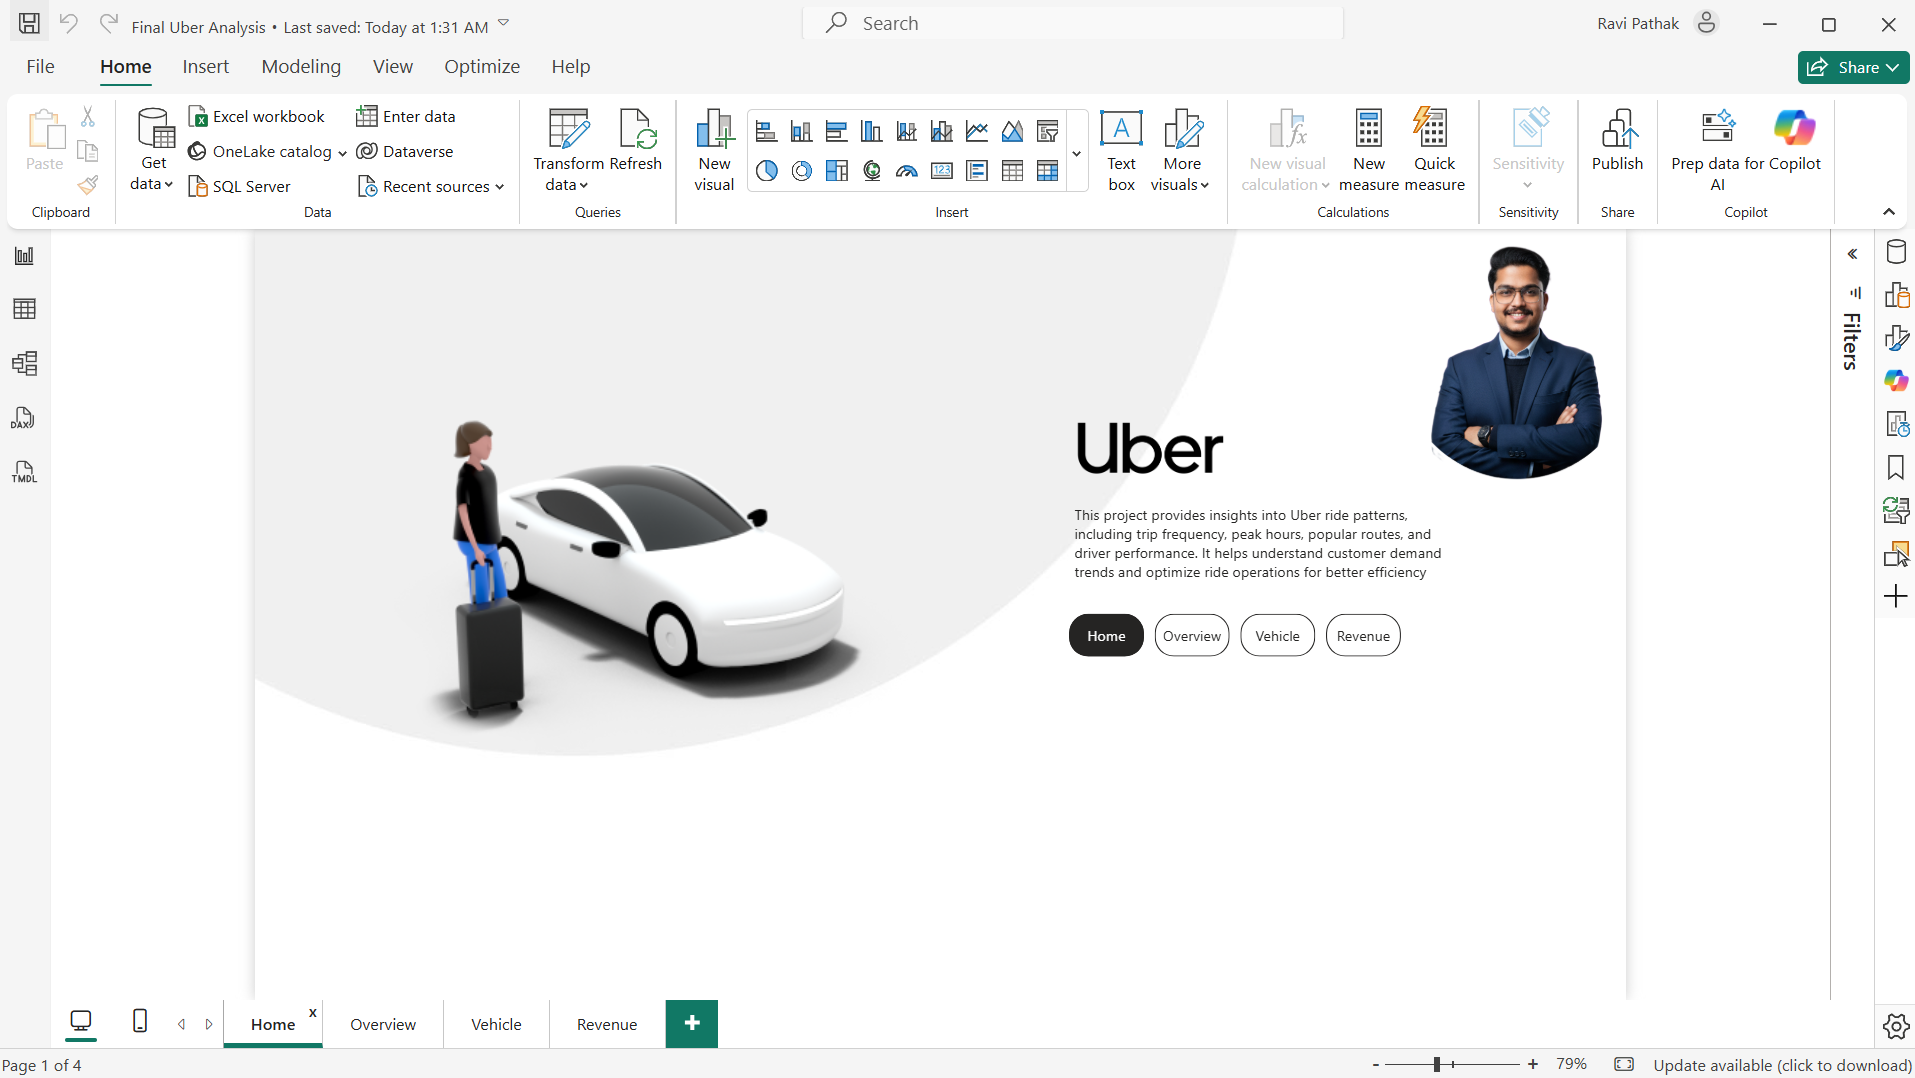 Final Uber Analysis • Last saved: Today at 1:31 AM
Search
Ravi Pathak
File
Home
Insert
Modeling
View
Optimize
Help
Share
Paste
Clipboard
Get
data
Excel workbook
OneLake catalog
SQL Server
Enter data
Dataverse
Recent sources
Data
Transform
data
Refresh
Queries
New
visual
123
Insert
A
Text
box
More
visuals
New visual
calculation
fx
New
measure
Quick
measure
Calculations
Sensitivity
Sensitivity
Publish
Share
Prep data for
AI
Copilot
Copilot
DAX
TMDL
Filters
Uber
This project provides insights into Uber ride patterns,
including trip frequency, peak hours, popular routes, and
driver performance. It helps understand customer demand
trends and optimize ride operations for better efficiency
Home
Overview
Vehicle
Revenue
Home
x
Overview
Vehicle
Revenue
+
Page 1 of 4
- + 79%
Update available (click to download)